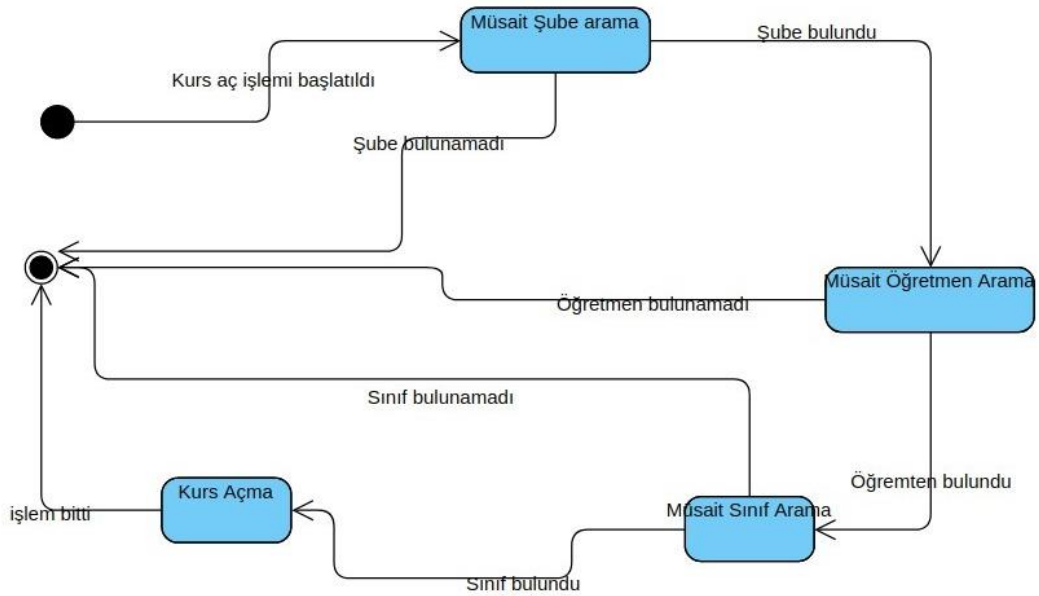 Müsait Şube arama
Şube bulundu
Kurs aç işlemi başlatıldı
Şube bulunamadı
Müsait Öğretmen Arama
Öğretmen bulunamadı
Sınıf bulunamadı
Öğremten bulundu
Kurs Açma
Müsait Sınıf Arama
işlem bitti
Sınıf bulundu